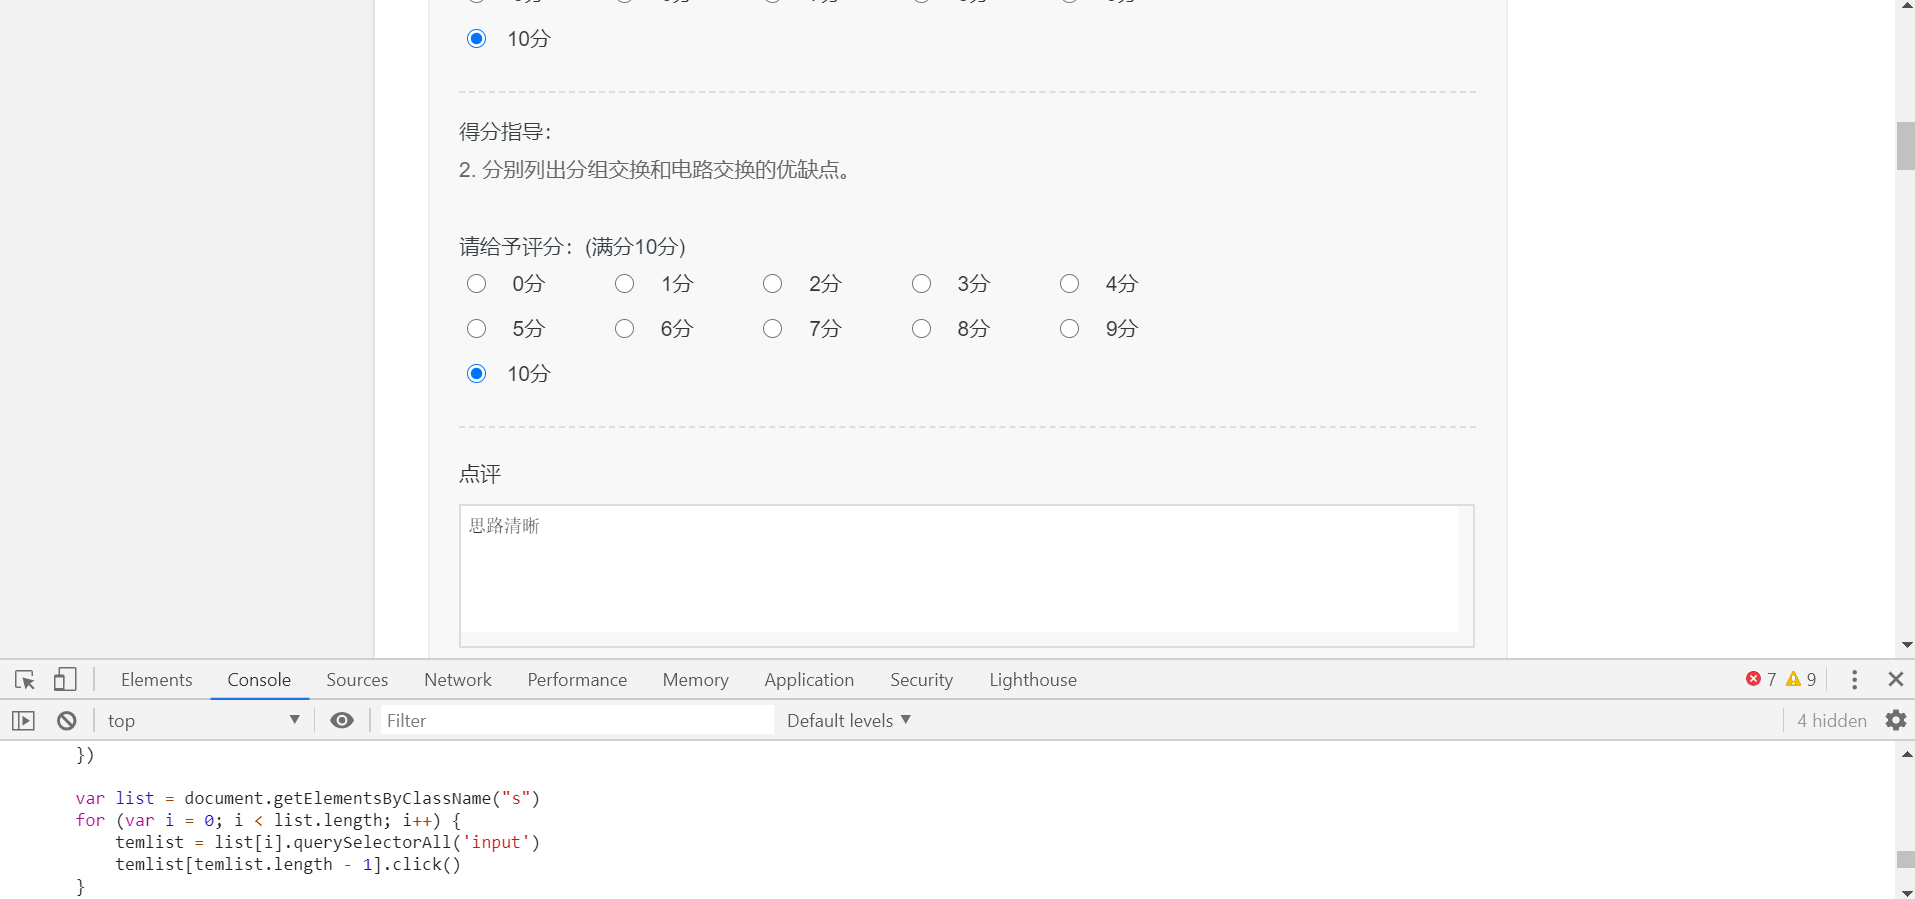 10分
得分指导：
2. 分别列出分组交换和电路交换的优缺点。
请给予评分：(满分10分)
0分 1分 2分 3分 4分
5分 6分 7分 8分 9分
10分
点评
思路清晰
Elements Console Sources Network Performance Memory Application Security Lighthouse 7 9
top Filter Default levels 4 hidden
})
var list = document.getElementsByClassName("s")
for (var i = 0; i < list.length; i++) {
temlist = list[i].querySelectorAll('input')
temlist[temlist.length - 1].click()
}